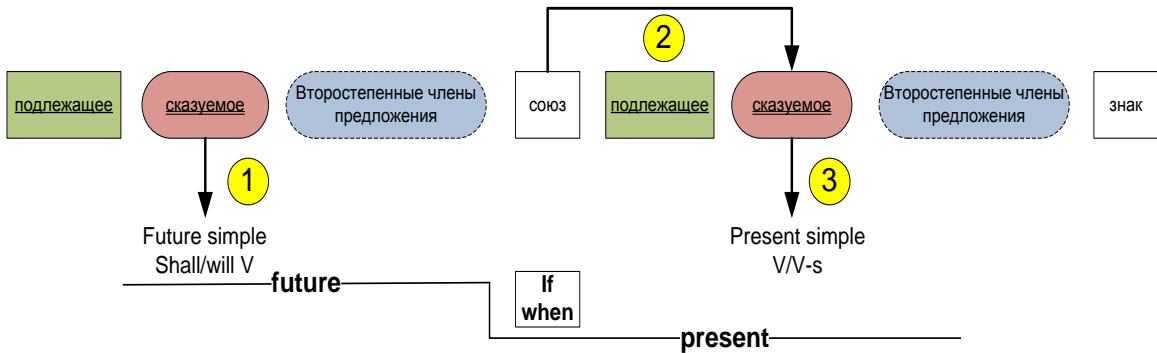 2
подлежащее
сказуемое
Второстепенные члены
предложения
союз
подлежащее
сказуемое
Второстепенные члены
предложения
знак
1
3
Future simple
Shall/will V
Present simple
V/V-s
future
If
when
present